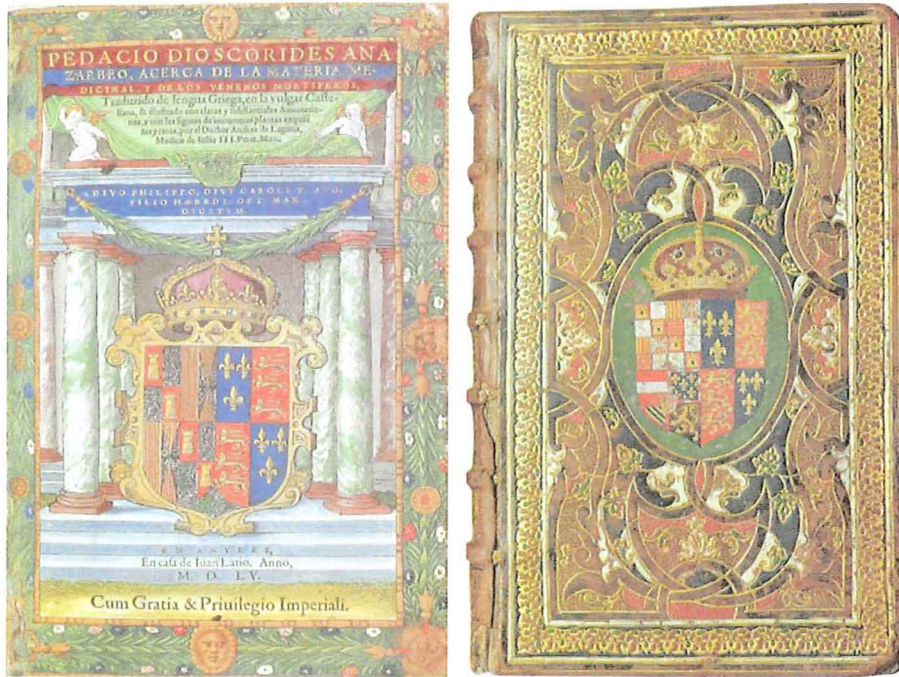 PEDACIO DIOSCORIDES ANA
ZARBEO, ACERCA DE LA MATERIA ME-
DICINAL, Y DE LOS VENENOS MORTIFEROS,
Traduzido de lengua Griega, en la vulgar Caste-
llana, & illustrado con claras y substantiales Annotatio-
nes, y con las figuras de innumeras plantas exquisi
tas y raras, por el Doctor Andres de Laguna,
Medico de Iulio III. Pont. Max.
DIVO PHILIPPO, DIVI CAROLI V. AVG.
FILIO HÆREDI OPT. MAX.
DICATVM.
EN ANVERS,
En casa de Iuan Latio. Anno,
M. D. LV.
Cum Gratia & Priuilegio Imperiali.